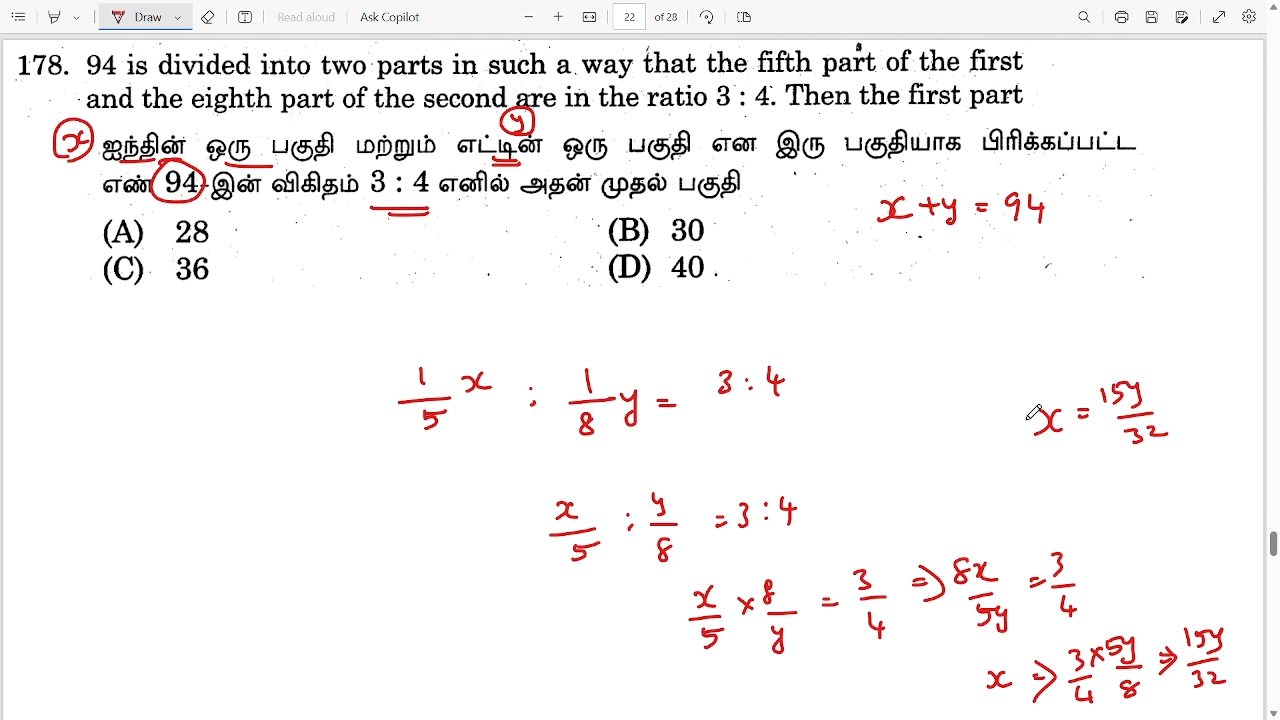 Draw
Read aloud
Ask Copilot
22 of 28
178. 94 is divided into two parts in such a way that the fifth part of the first
and the eighth part of the second are in the ratio 3 : 4. Then the first part
y
x ஐந்தின் ஒரு பகுதி மற்றும் எட்டின் ஒரு பகுதி என இரு பகுதியாக பிரிக்கப்பட்ட
எண் 94-இன் விகிதம் 3 : 4 எனில் அதன் முதல் பகுதி
x + y = 94
(A) 28 (B) 30
(C) 36 (D) 40
1/5 x : 1/8 y = 3 : 4
x = 15y/32
x/5 : y/8 = 3 : 4
x/5 × 8/y = 3/4 ⇒ 8x/5y = 3/4
x ⇒ 3/4 × 5y/8 ⇒ 15y/32